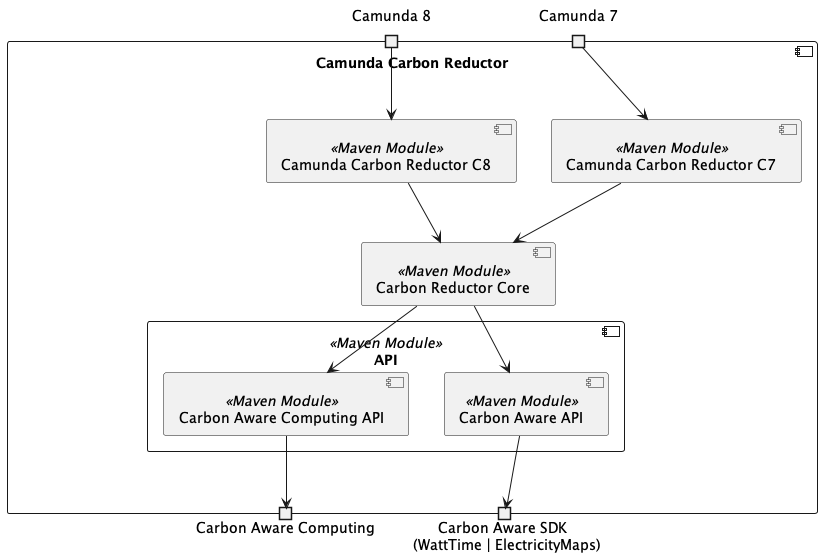 Camunda 8
Camunda 7
Camunda Carbon Reductor
«Maven Module»
Camunda Carbon Reductor C8
«Maven Module»
Camunda Carbon Reductor C7
«Maven Module»
Carbon Reductor Core
«Maven Module»
API
«Maven Module»
Carbon Aware Computing API
«Maven Module»
Carbon Aware API
Carbon Aware Computing
Carbon Aware SDK
(WattTime | ElectricityMaps)